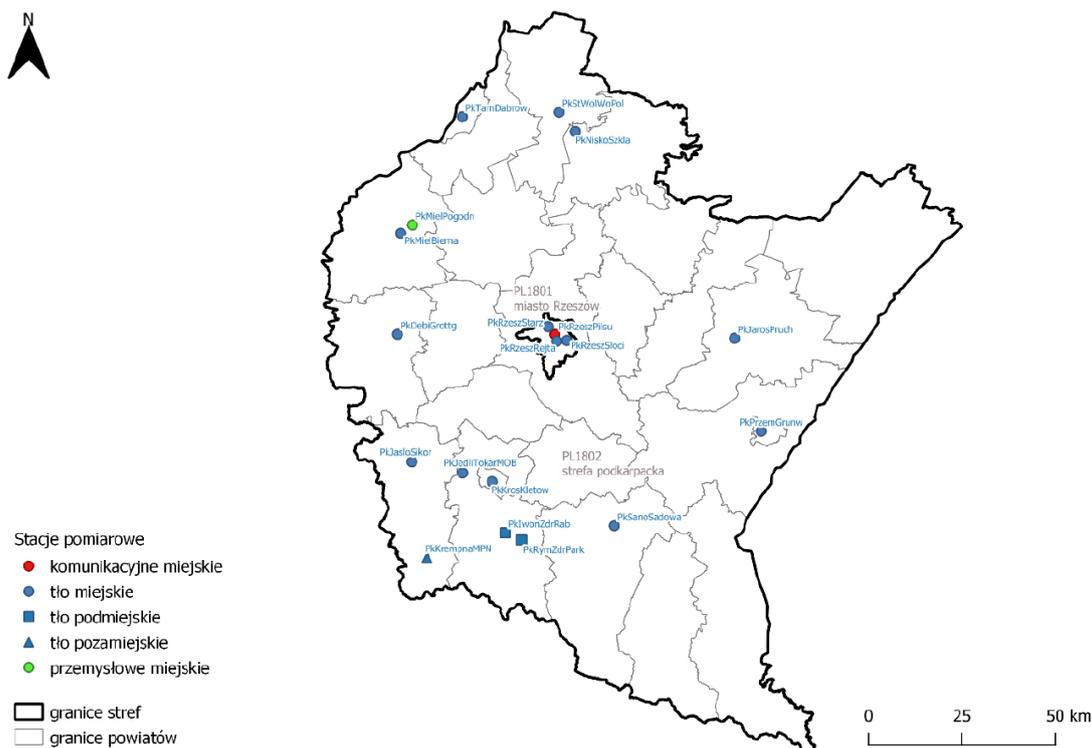 N
PkTarnDabrow
PkStWolWoPol
PkNiskoSzkla
PkMielPogodn
PkMielBierna
PL1801
miasto Rzeszów
PkRzeszStarz
PkRzeszPilsu
PkDebiGrottg
PkJarosPruch
PkRzeszRejta
PkRzeszSloci
PkPrzemGrunw
PkJasloSikor
PkJedliTokarMOB
PL1802
strefa podkarpacka
PkKrosKletow
PkSanoSadowa
PkIwonZdrRab
PkRymZdrPark
PkKrempnaMPN
Stacje pomiarowe
komunikacyjne miejskie
tło miejskie
tło podmiejskie
tło pozamiejskie
przemysłowe miejskie
granice stref
granice powiatów
0 25 50 km